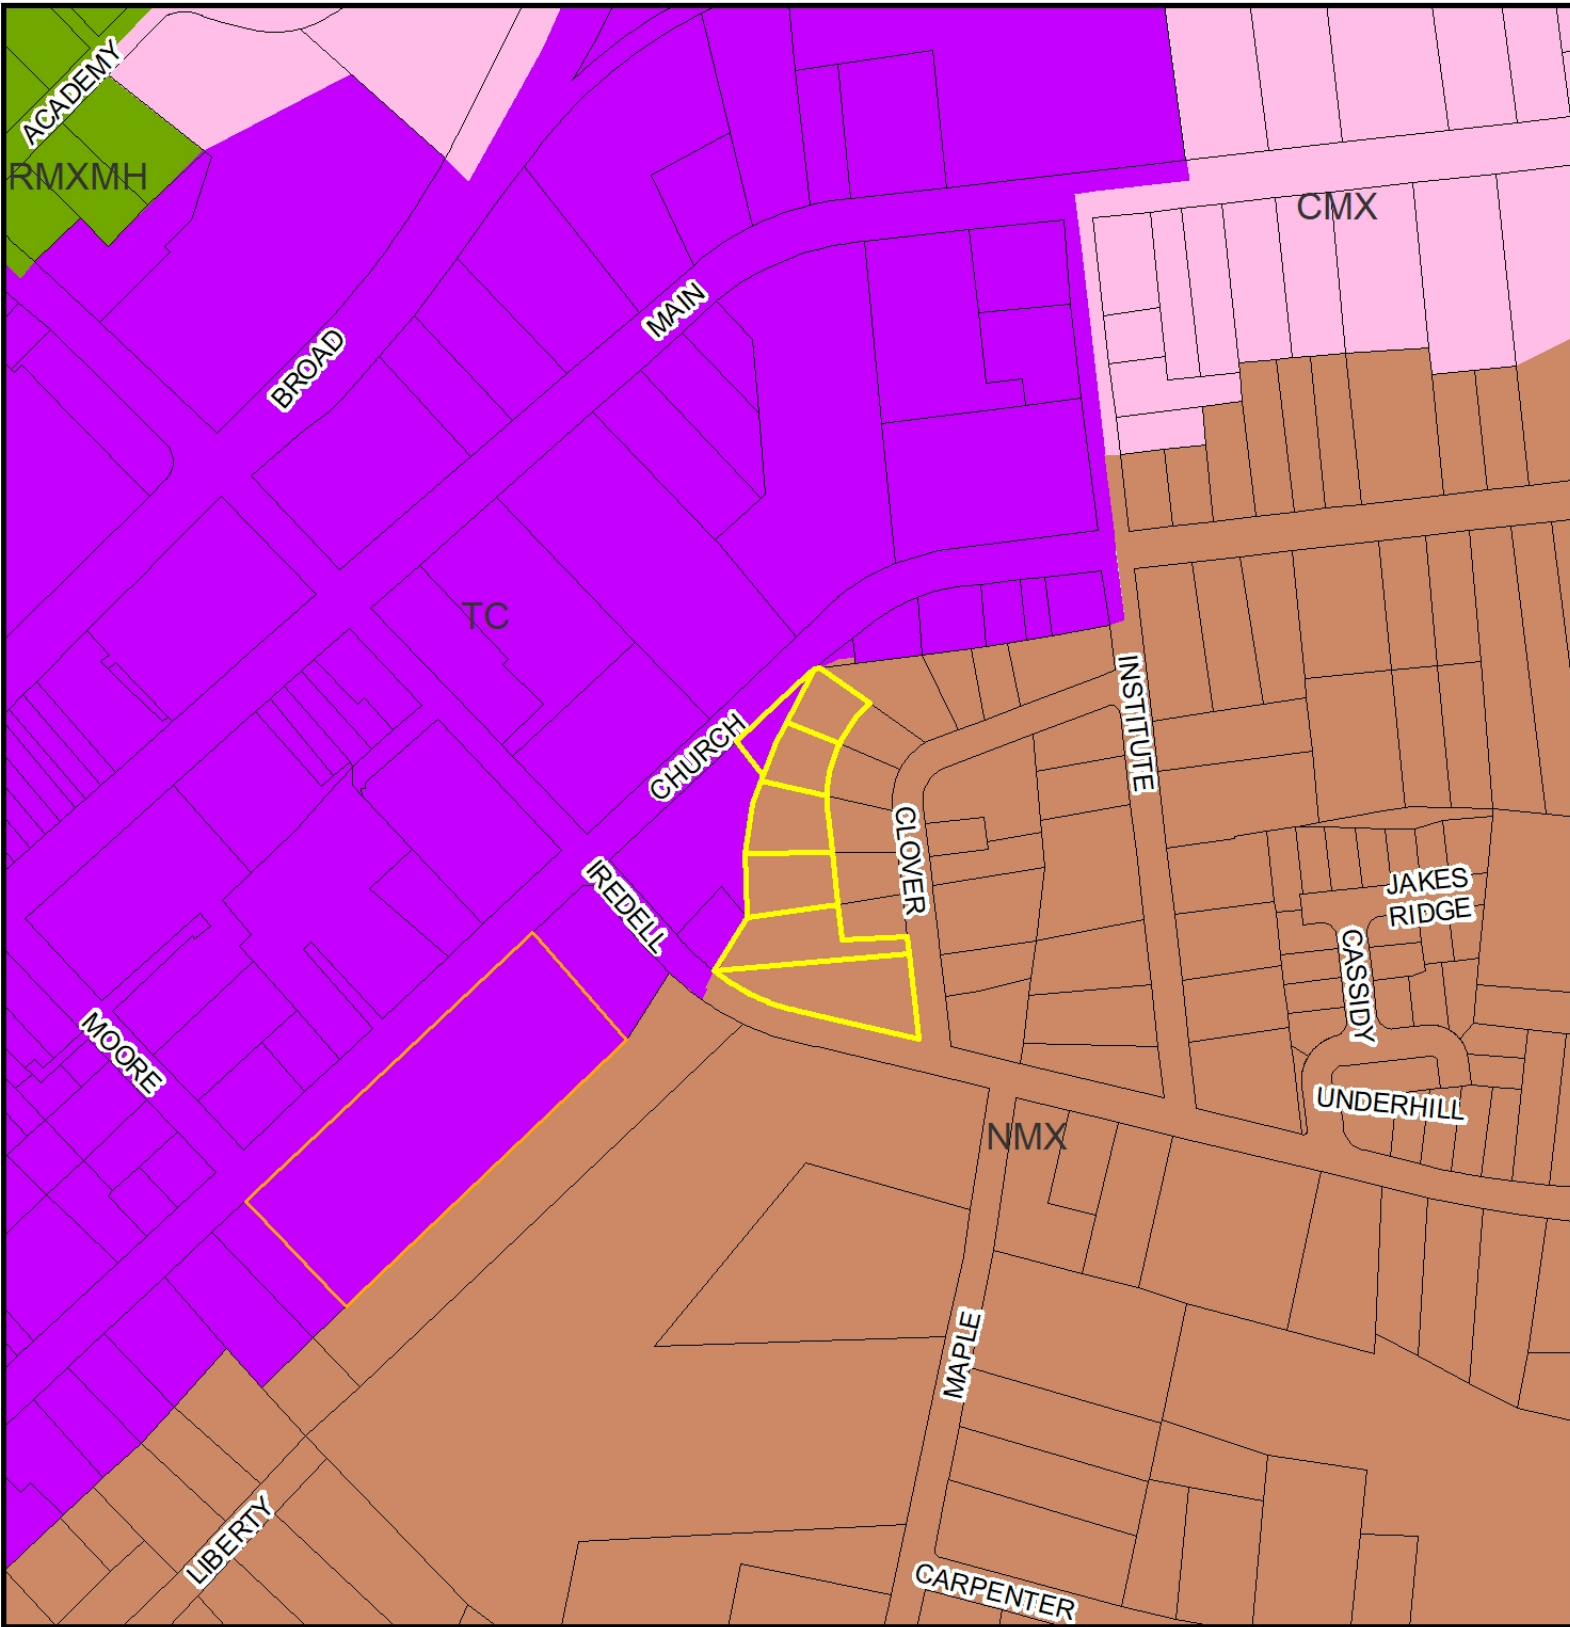 ACADEMY
RMXMH
CMX
MAIN
BROAD
TC
INSTITUTE
CHURCH
CLOVER
IREDELL
JAKES
RIDGE
CASSIDY
MOORE
UNDERHILL
NMX
MAPLE
LIBERTY
CARPENTER